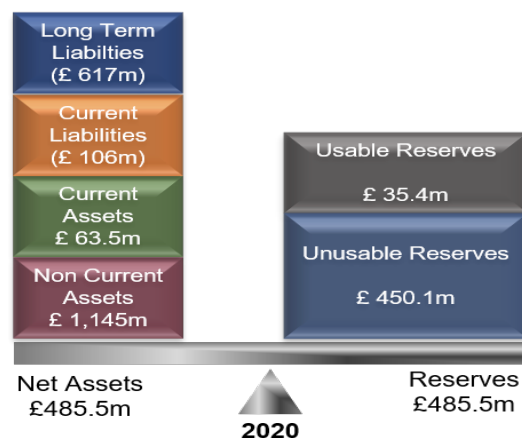 Long Term
Liabilties
(£ 617m)
Current
Liabilities
(£ 106m)
Current
Assets
£ 63.5m
Non Current
Assets
£ 1,145m
Usable Reserves
£ 35.4m
Unusable Reserves
£ 450.1m
Net Assets
£485.5m
Reserves
£485.5m
2020